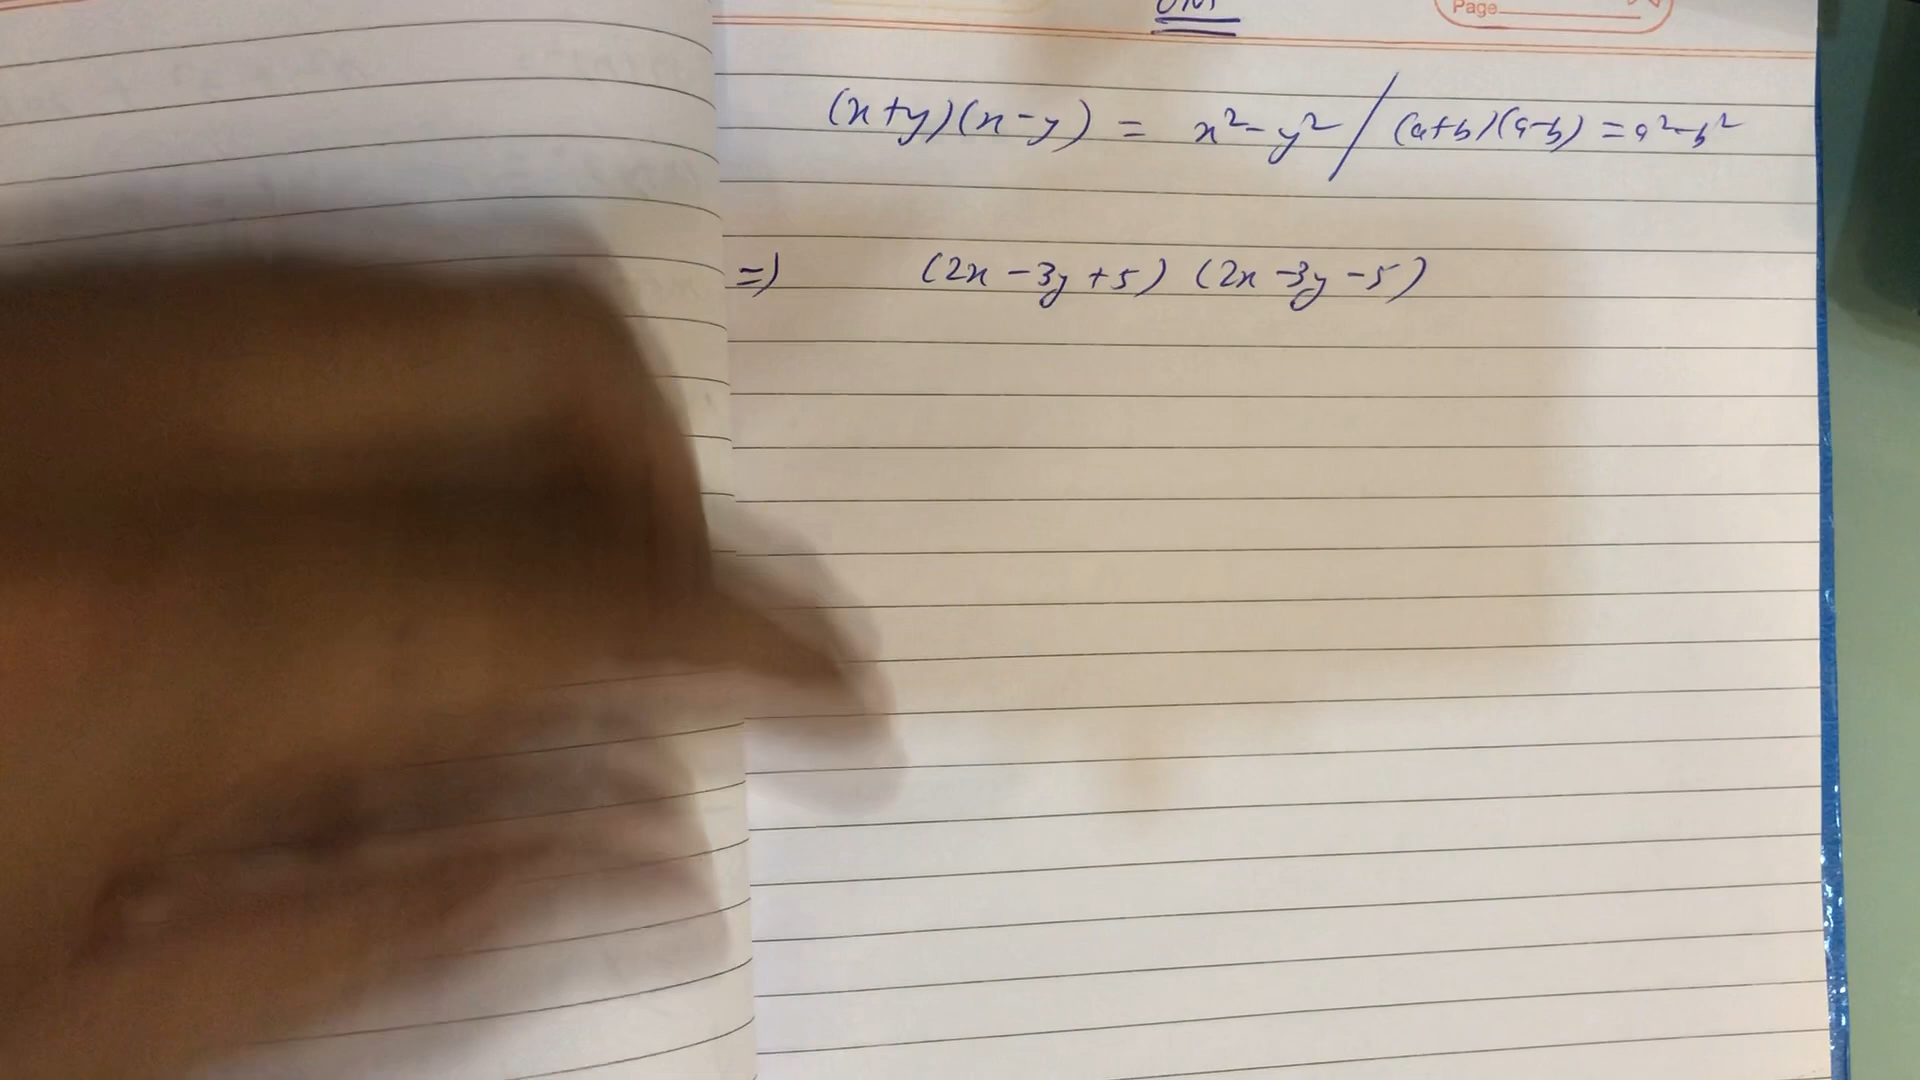 Page
(x+y)(x-y) = x²-y² / (a+b)(a-b) = a²-b²
=) (2x-3y+5) (2x-3y-5)